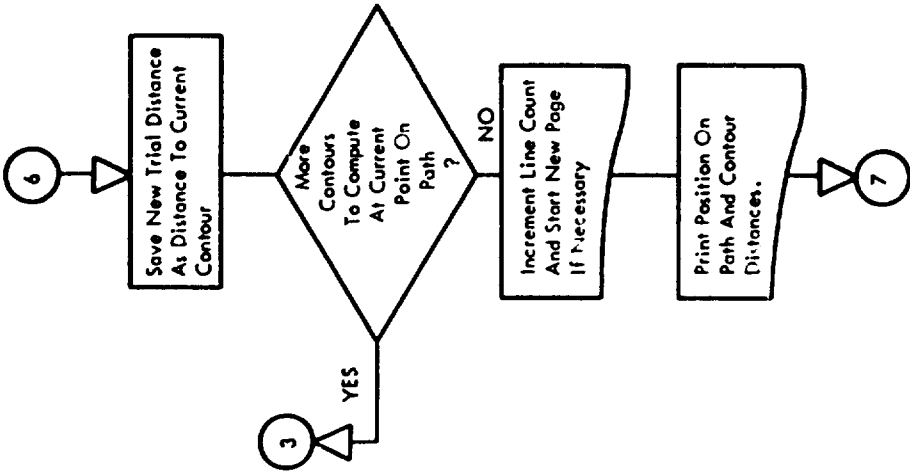 6
Save New Trial Distance
As Distance To Current
Contour
More
Contours
To Compute
At Current
Point On
Path
?
YES
3
NO
Increment Line Count
And Start New Page
If Necessary
Print Position On
Path And Contour
Distances.
7